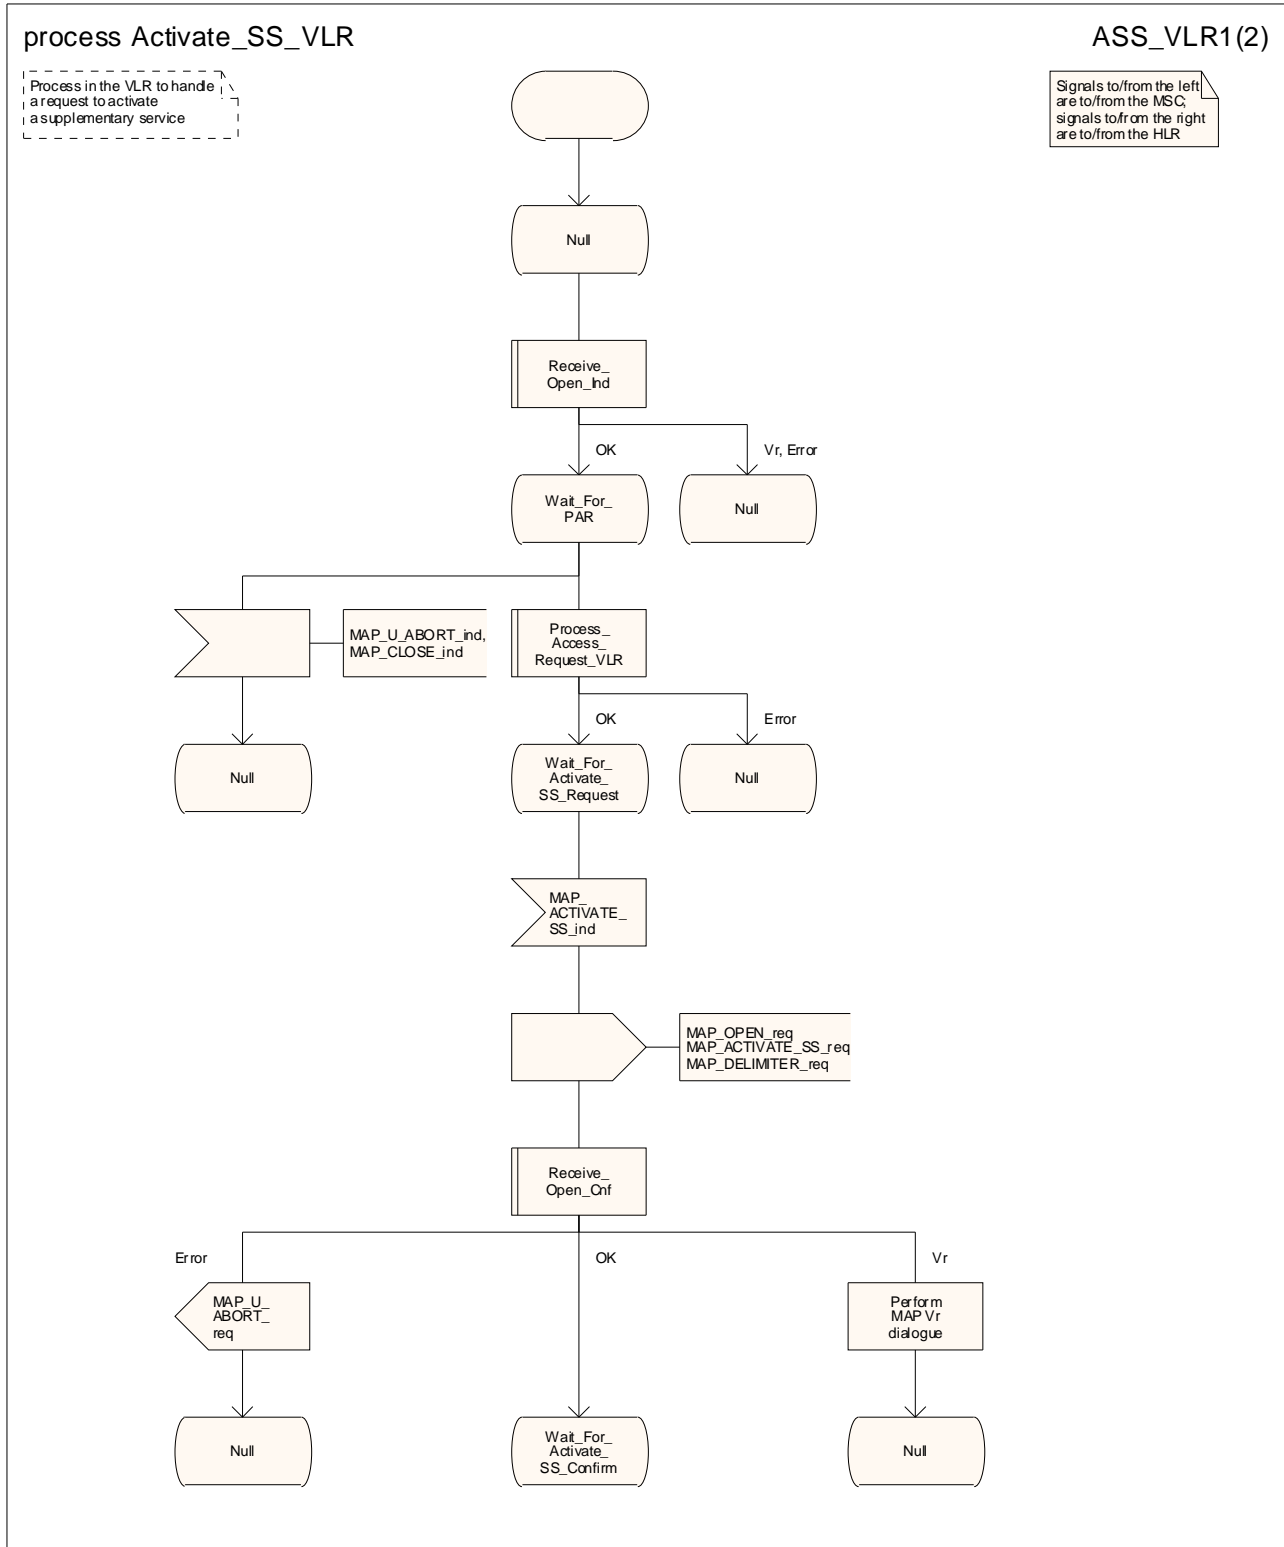 process Activate_SS_VLR
ASS_VLR1(2)
Process in the VLR to handle
a request to activate
a supplementary service
Signals to/from the left
are to/from the MSC;
signals to/from the right
are to/from the HLR
Null
Receive_
Open_Ind
OK
Vr, Error
Wait_For_
PAR
Null
MAP_U_ABORT_ind,
MAP_CLOSE_ind
Process_
Access_
Request_VLR
OK
Error
Null
Wait_For_
Activate_
SS_Request
Null
MAP_
ACTIVATE_
SS_ind
MAP_OPEN_req
MAP_ACTIVATE_SS_req
MAP_DELIMITER_req
Receive_
Open_Cnf
Error
OK
Vr
MAP_U_
ABORT_
req
Perform
MAP Vr
dialogue
Null
Wait_For_
Activate_
SS_Confirm
Null